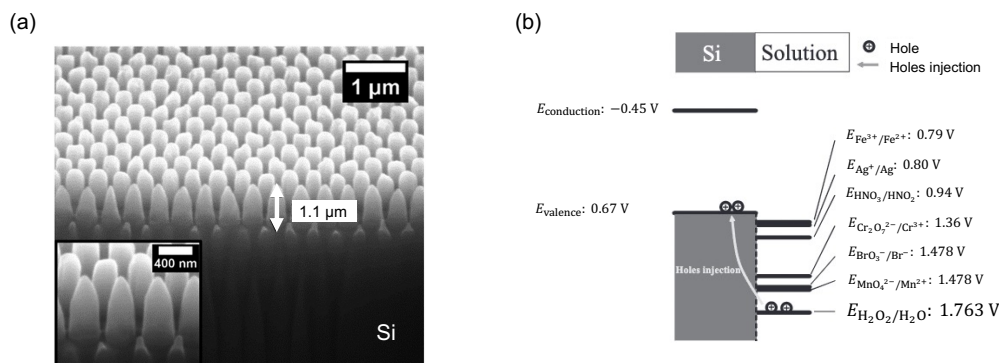 (a)
1 µm
1.1 µm
400 nm
Si
(b)
Si Solution
Hole
Holes injection
E_conduction: −0.45 V
E_Fe³⁺/Fe²⁺: 0.79 V
E_Ag⁺/Ag: 0.80 V
E_HNO₃/HNO₂: 0.94 V
E_valence: 0.67 V
E_Cr₂O₇²⁻/Cr³⁺: 1.36 V
E_BrO₃⁻/Br⁻: 1.478 V
Holes injection
E_MnO₄²⁻/Mn²⁺: 1.478 V
E_H₂O₂/H₂O: 1.763 V